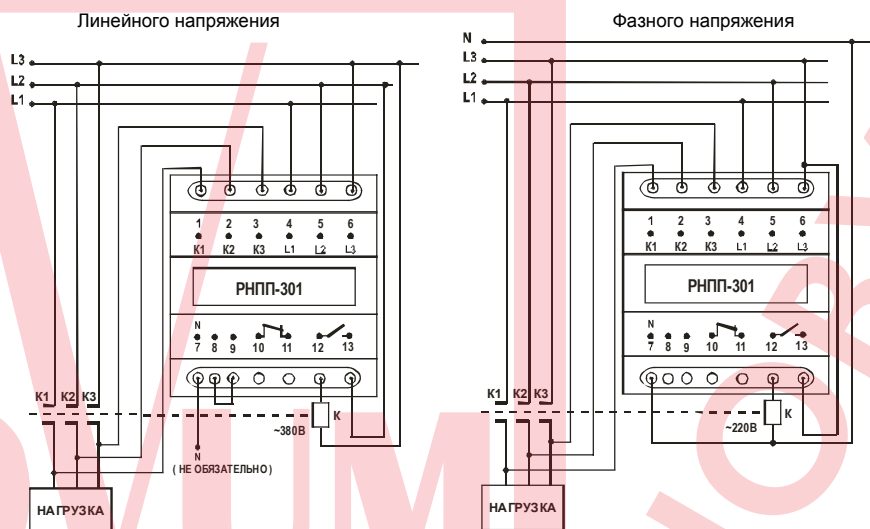 Линейного напряжения
L3
L2
L1
1 2 3 4 5 6
K1 K2 K3 L1 L2 L3
РНПП-301
N
7 8 9 10 11 12 13
K1 K2 K3
K
~380В
N
( НЕ ОБЯЗАТЕЛЬНО)
НАГРУЗКА
Фазного напряжения
N
L3
L2
L1
1 2 3 4 5 6
K1 K2 K3 L1 L2 L3
РНПП-301
N
7 8 9 10 11 12 13
K1 K2 K3
K
~220В
НАГРУЗКА